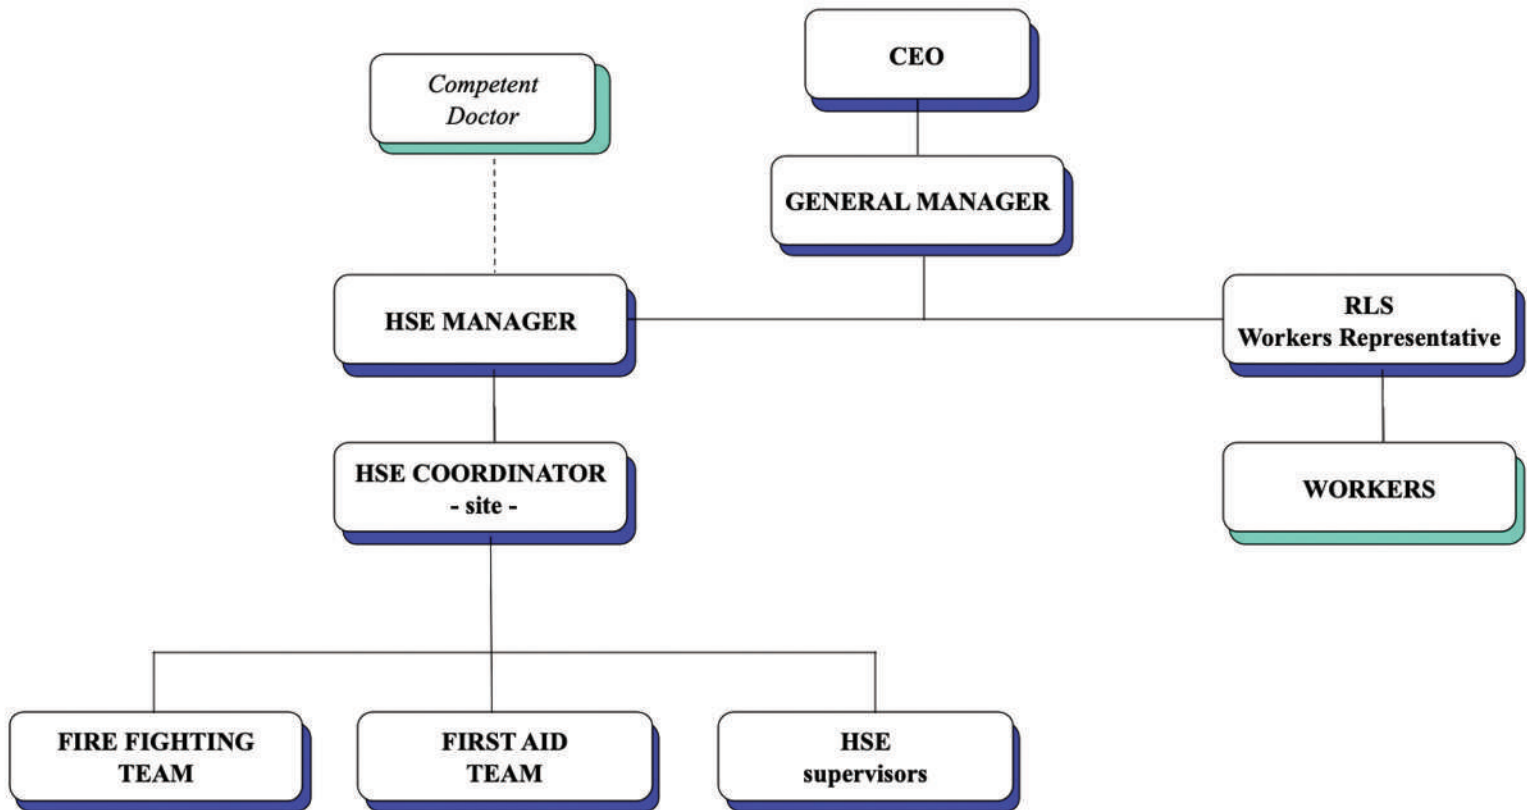 CEO
Competent
Doctor
GENERAL MANAGER
HSE MANAGER
RLS
Workers Representative
HSE COORDINATOR
- site -
WORKERS
FIRE FIGHTING
TEAM
FIRST AID
TEAM
HSE
supervisors